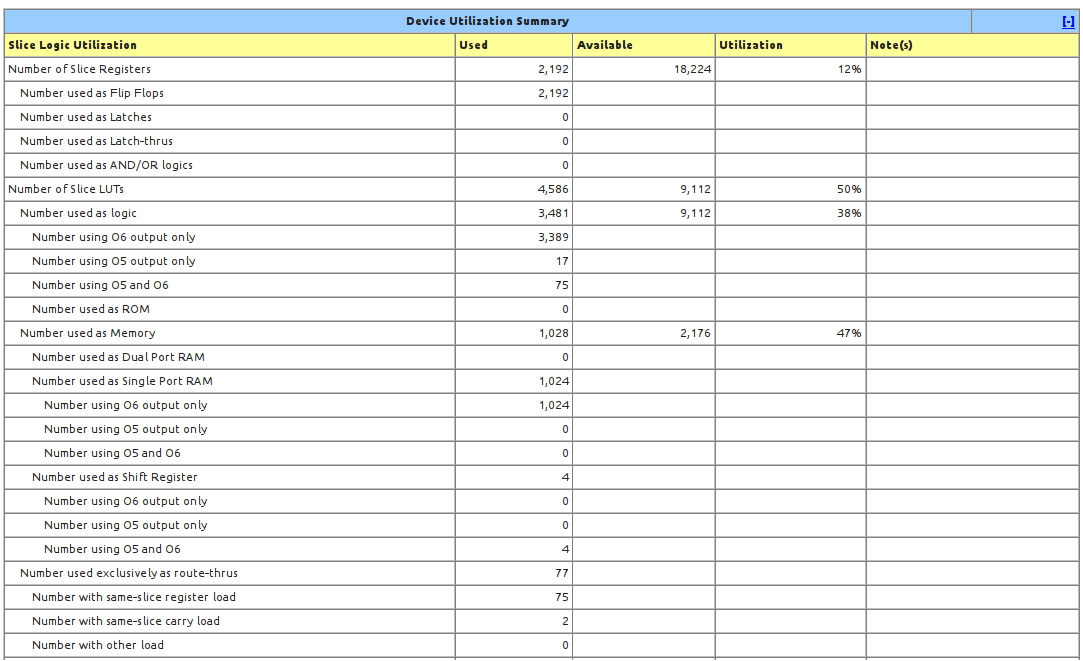 Device Utilization Summary [-]
Slice Logic Utilization Used Available Utilization Note(s)
Number of Slice Registers 2,192 18,224 12%
Number used as Flip Flops 2,192
Number used as Latches 0
Number used as Latch-thrus 0
Number used as AND/OR logics 0
Number of Slice LUTs 4,586 9,112 50%
Number used as logic 3,481 9,112 38%
Number using O6 output only 3,389
Number using O5 output only 17
Number using O5 and O6 75
Number used as ROM 0
Number used as Memory 1,028 2,176 47%
Number used as Dual Port RAM 0
Number used as Single Port RAM 1,024
Number using O6 output only 1,024
Number using O5 output only 0
Number using O5 and O6 0
Number used as Shift Register 4
Number using O6 output only 0
Number using O5 output only 0
Number using O5 and O6 4
Number used exclusively as route-thrus 77
Number with same-slice register load 75
Number with same-slice carry load 2
Number with other load 0